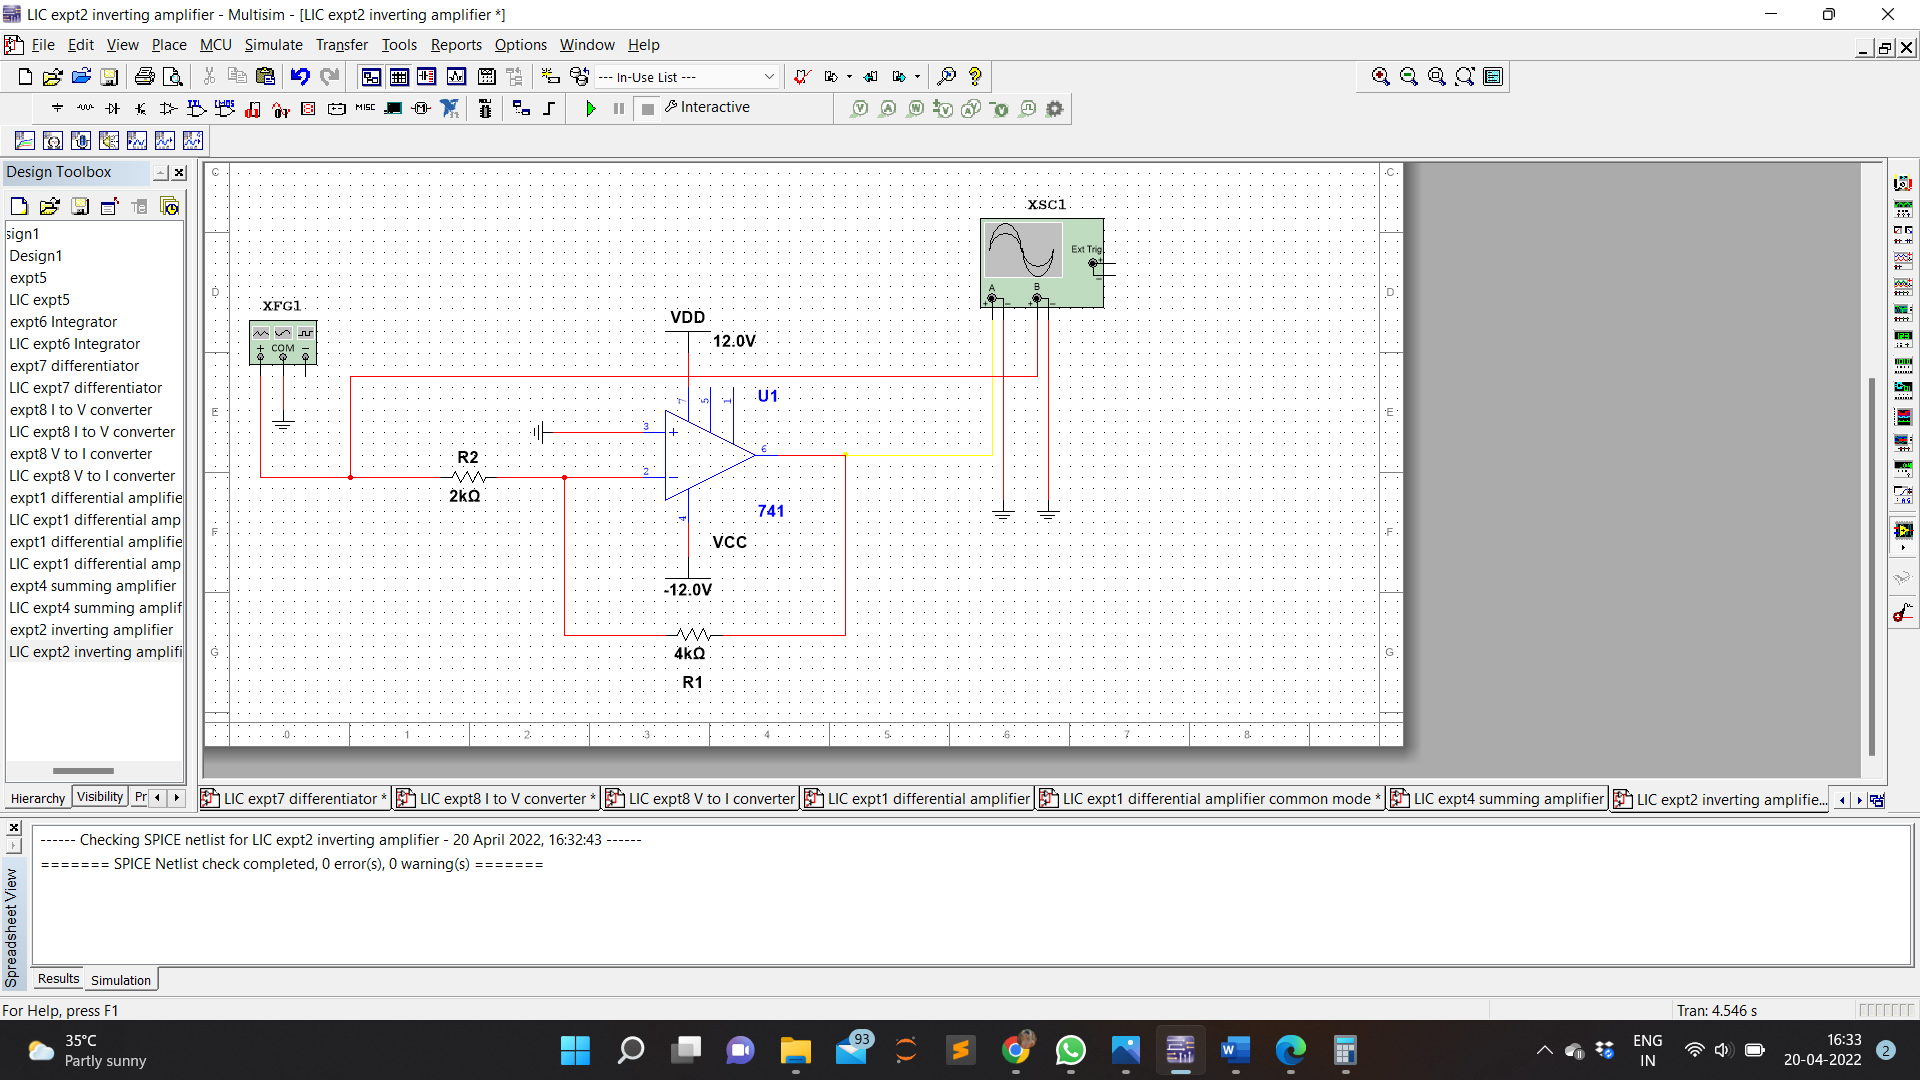 LIC expt2 inverting amplifier - Multisim - [LIC expt2 inverting amplifier *]
File Edit View Place MCU Simulate Transfer Tools Reports Options Window Help
--- In-Use List ---
MISC Interactive
Design Toolbox
sign1
Design1
expt5
LIC expt5
expt6 Integrator
LIC expt6 Integrator
expt7 differentiator
LIC expt7 differentiator
expt8 I to V converter
LIC expt8 I to V converter
expt8 V to I converter
LIC expt8 V to I converter
expt1 differential amplifie
LIC expt1 differential amp
expt1 differential amplifie
LIC expt1 differential amp
expt4 summing amplifier
LIC expt4 summing amplif
expt2 inverting amplifier
LIC expt2 inverting amplifi
Hierarchy Visibility Pr
C C
D D
E E
F F
G G
0 1 2 3 4 5 6 7 8
XSC1
Ext Trig
+
-
A B
+ - + -
XFG1
+ COM -
VDD
12.0V
U1
7 5 1
3 +
6
2 -
4
741
R2
2kΩ
VCC
-12.0V
4kΩ
R1
LIC expt7 differentiator * LIC expt8 I to V converter * LIC expt8 V to I converter LIC expt1 differential amplifier LIC expt1 differential amplifier common mode * LIC expt4 summing amplifier LIC expt2 inverting amplifie...
Spreadsheet View
------ Checking SPICE netlist for LIC expt2 inverting amplifier - 20 April 2022, 16:32:43 ------
======= SPICE Netlist check completed, 0 error(s), 0 warning(s) =======
Results Simulation
For Help, press F1
Tran: 4.546 s
35°C
Partly sunny
93
ENG
IN
16:33
20-04-2022
2